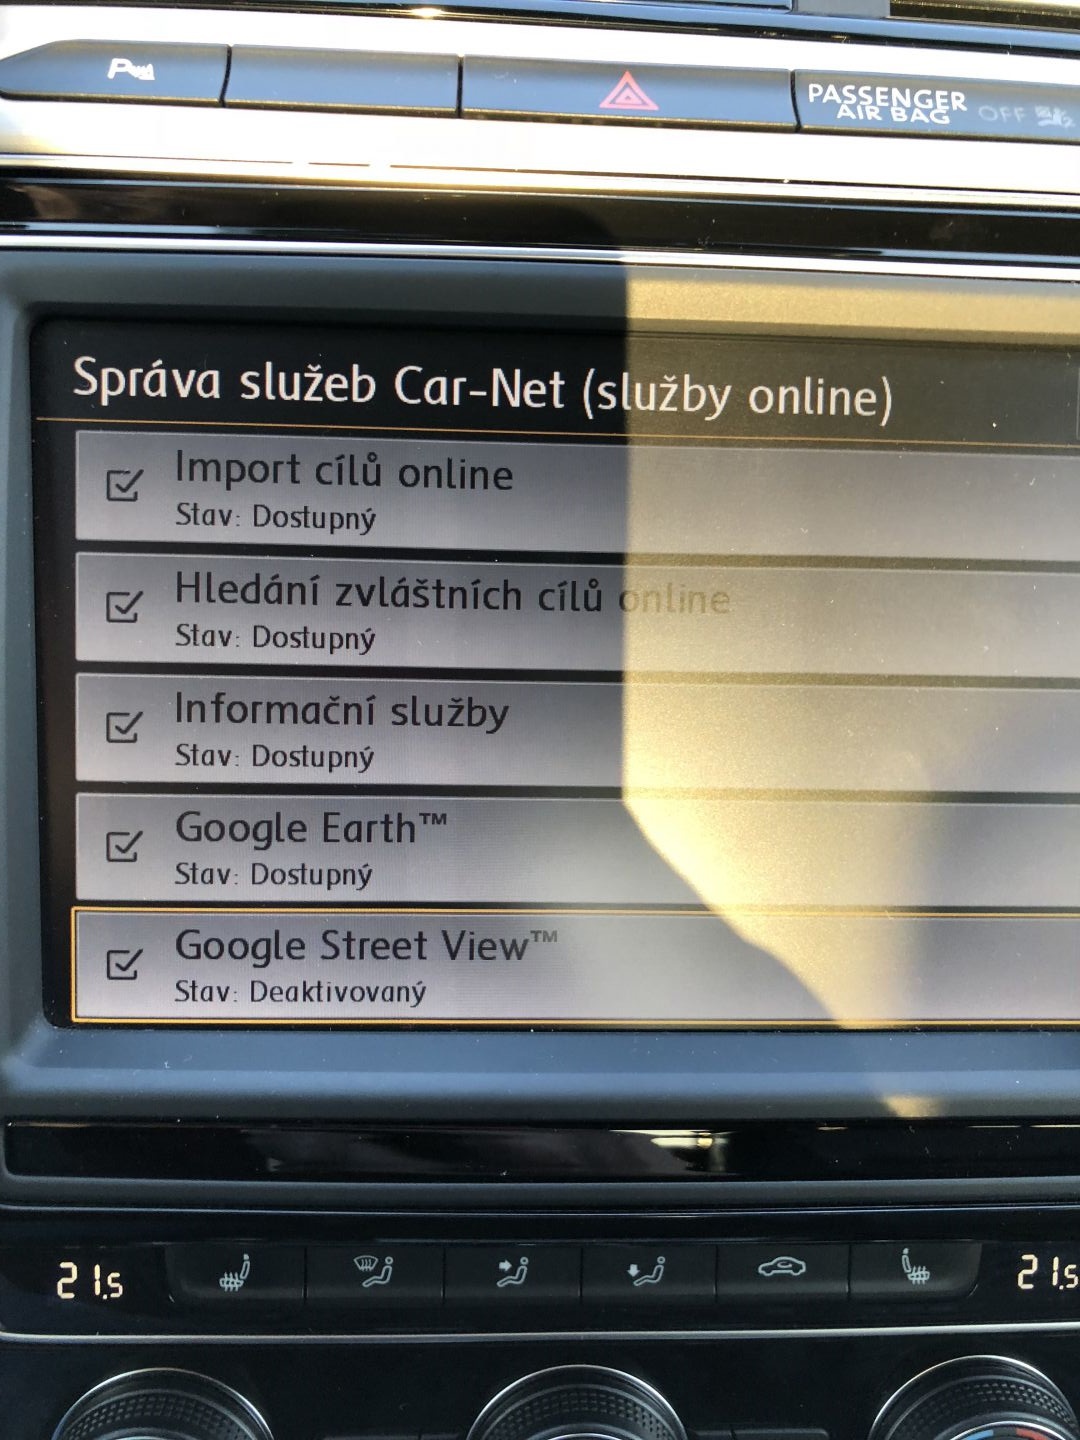 P
PASSENGER
AIR BAG OFF
Správa služeb Car-Net (služby online)
Import cílů online
Stav: Dostupný
Hledání zvláštních cílů online
Stav: Dostupný
Informační služby
Stav: Dostupný
Google Earth™
Stav: Dostupný
Google Street View™
Stav: Deaktivovaný
21.5 21.5